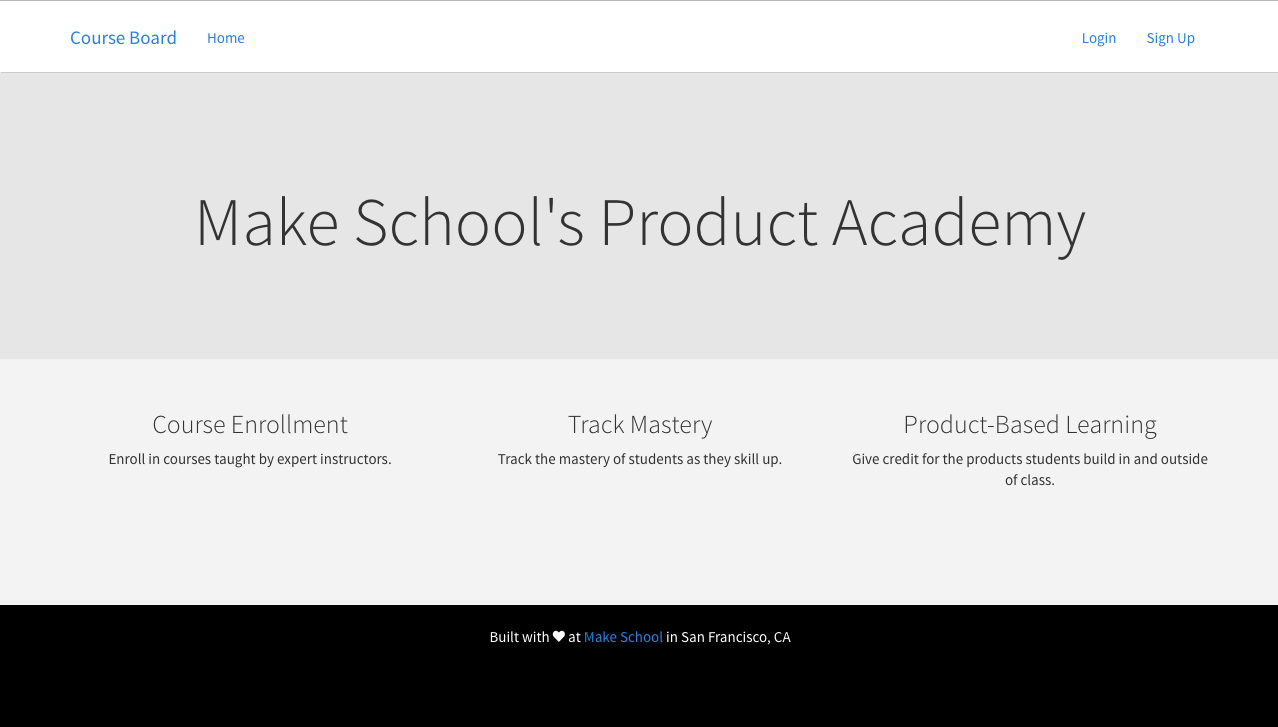 Course Board Home Login Sign Up
Make School's Product Academy
Course Enrollment
Enroll in courses taught by expert instructors.
Track Mastery
Track the mastery of students as they skill up.
Product-Based Learning
Give credit for the products students build in and outside
of class.
Built with ♥ at Make School in San Francisco, CA